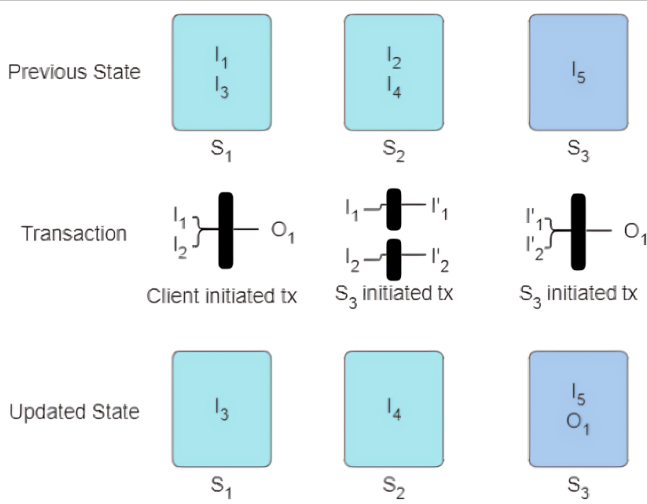 Previous State
I₁
I₃
I₂
I₄
I₅
S₁ S₂ S₃
Transaction
I₁
I₂
O₁
I₁ I'₁
I₂ I'₂
I'₁
I'₂
O₁
Client initiated tx
S₃ initiated tx
S₃ initiated tx
Updated State
I₃
I₄
I₅
O₁
S₁ S₂ S₃